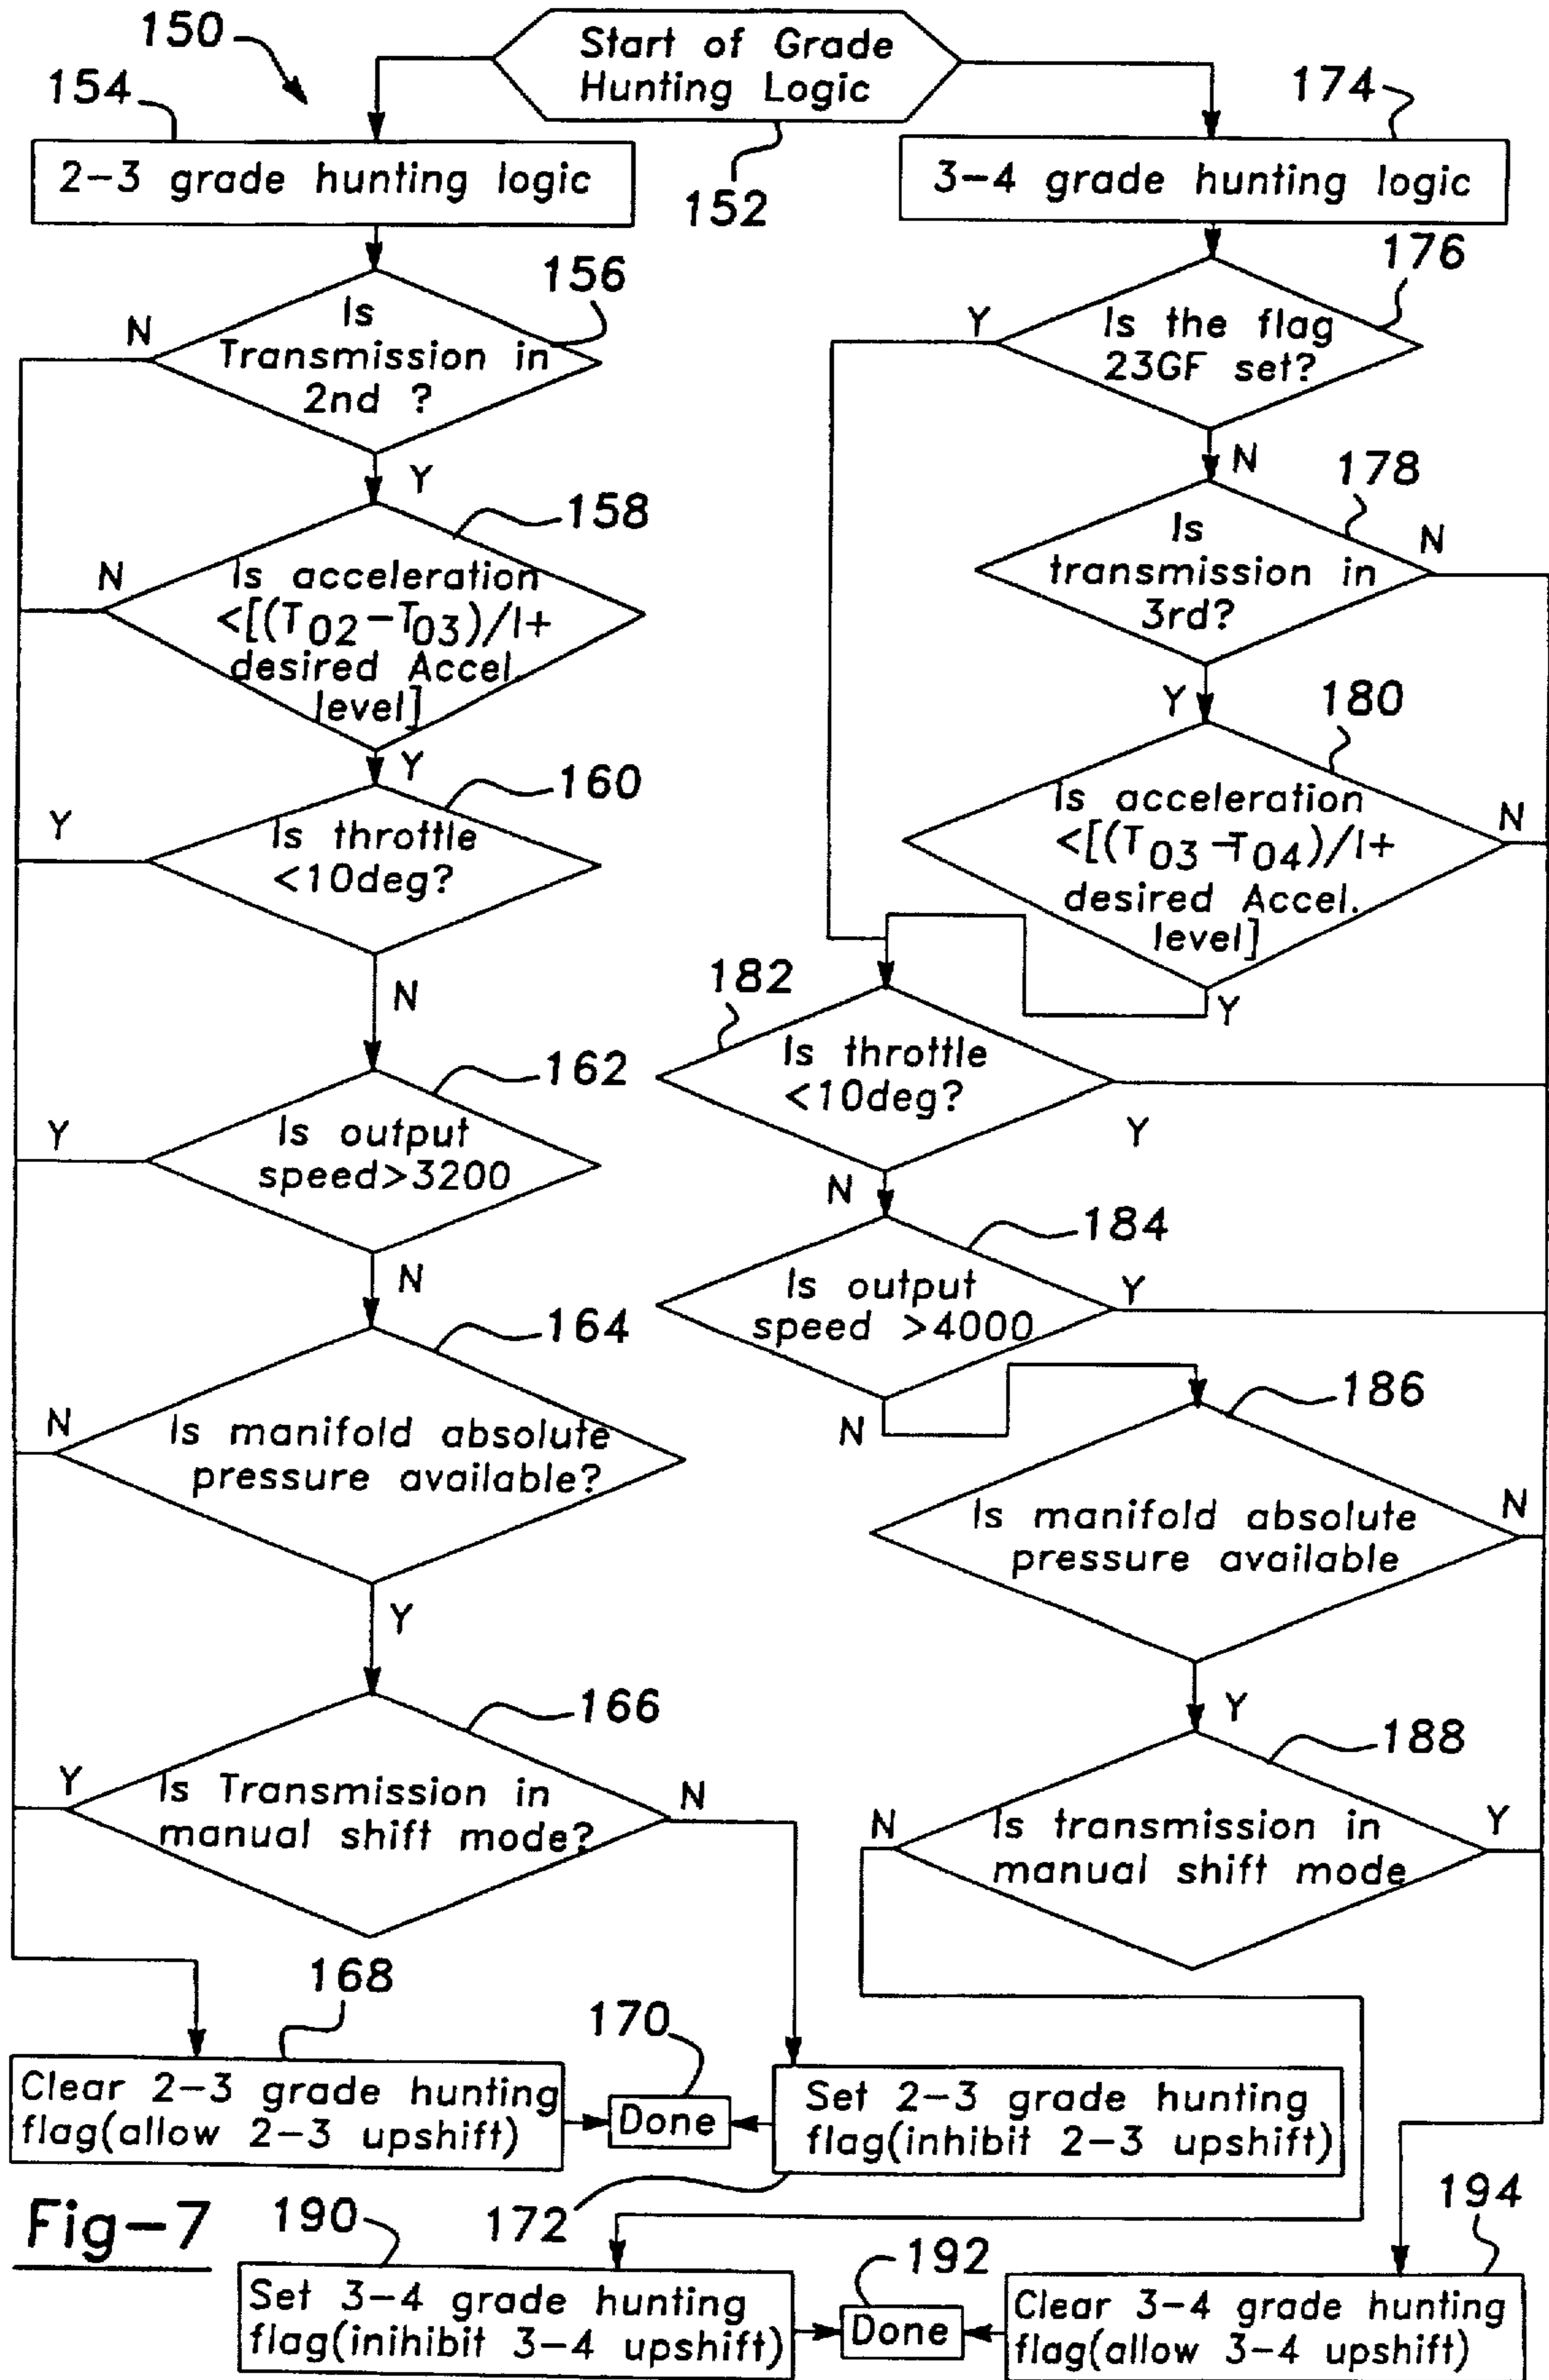 150
Start of Grade
Hunting Logic
152
154
2-3 grade hunting logic
156
Is
Transmission in
2nd ?
N
Y
158
Is acceleration
<[(T02-T03)/I+
desired Accel.
level]
N
Y
160
Is throttle
<10deg?
Y
N
162
Is output
speed>3200
Y
N
164
Is manifold absolute
pressure available?
N
Y
166
Is Transmission in
manual shift mode?
Y
N
168
Clear 2-3 grade hunting
flag(allow 2-3 upshift)
170
Done
Set 2-3 grade hunting
flag(inhibit 2-3 upshift)
172
174
3-4 grade hunting logic
176
Is the flag
23GF set?
Y
N
178
Is
transmission in
3rd?
N
Y
180
Is acceleration
<[(T03-T04)/I+
desired Accel.
level]
N
Y
182
Is throttle
<10deg?
Y
N
184
Is output
speed >4000
Y
N
186
Is manifold absolute
pressure available
N
Y
188
Is transmission in
manual shift mode
N
Y
190
Set 3-4 grade hunting
flag(inihibit 3-4 upshift)
192
Done
194
Clear 3-4 grade hunting
flag(allow 3-4 upshift)
Fig-7